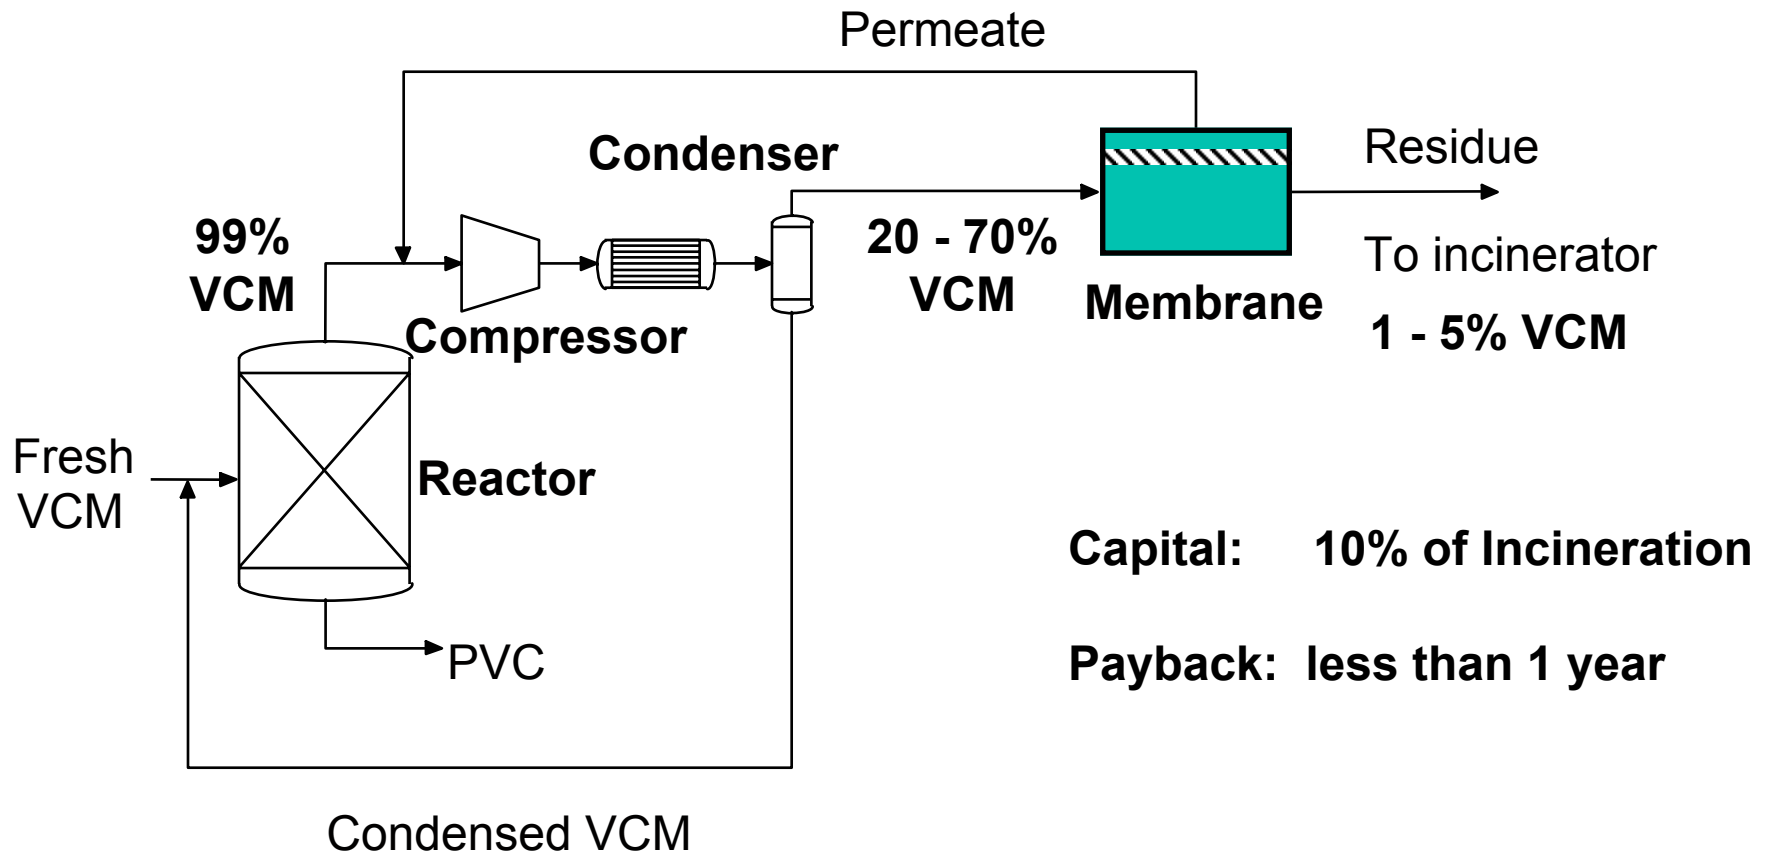 Permeate
Condenser
Residue
99%
VCM
20 - 70%
VCM
To incinerator
Membrane
1 - 5% VCM
Compressor
Fresh
VCM
Reactor
Capital: 10% of Incineration
PVC
Payback: less than 1 year
Condensed VCM